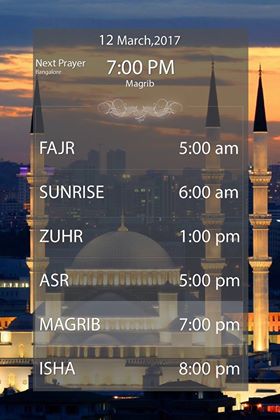 12 March,2017
Next Prayer
Bangalore
7:00 PM
Magrib
FAJR 5:00 am
SUNRISE 6:00 am
ZUHR 1:00 pm
ASR 5:00 pm
MAGRIB 7:00 pm
ISHA 8:00 pm